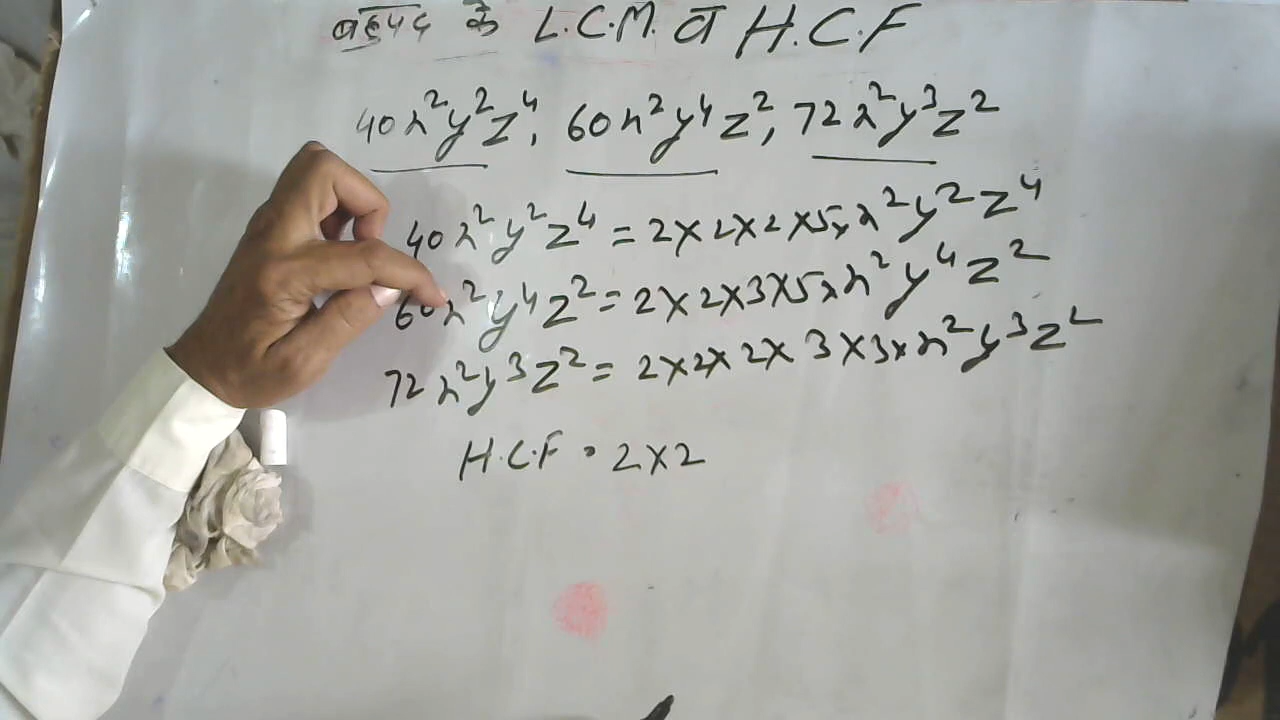 बहुपद के L.C.M. व H.C.F
40x²y²z⁴, 60x²y⁴z², 72x²y³z²
40x²y²z⁴ = 2×2×2×5×x²y²z⁴
60x²y⁴z² = 2×2×3×5×x²y⁴z²
72x²y³z² = 2×2×2×3×3×x²y³z²
H.C.F = 2×2